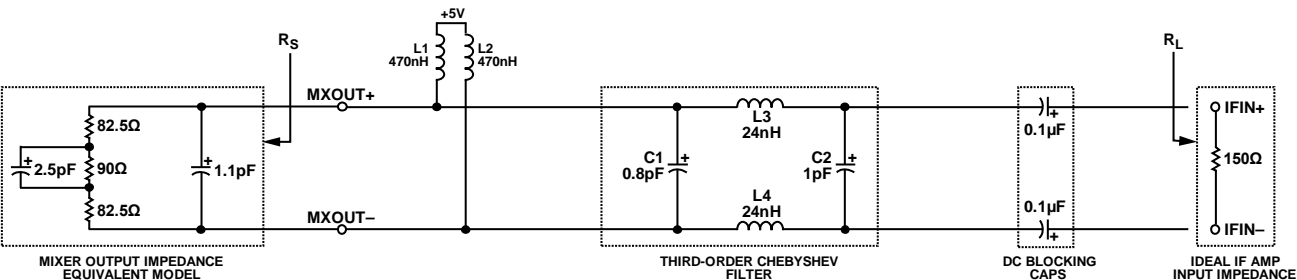 +5V
RS
L1
470nH
L2
470nH
RL
MXOUT+
82.5Ω
2.5pF
90Ω
1.1pF
82.5Ω
MXOUT–
L3
24nH
C1
0.8pF
C2
1pF
L4
24nH
0.1µF
0.1µF
IFIN+
150Ω
IFIN–
MIXER OUTPUT IMPEDANCE
EQUIVALENT MODEL
THIRD-ORDER CHEBYSHEV
FILTER
DC BLOCKING
CAPS
IDEAL IF AMP
INPUT IMPEDANCE